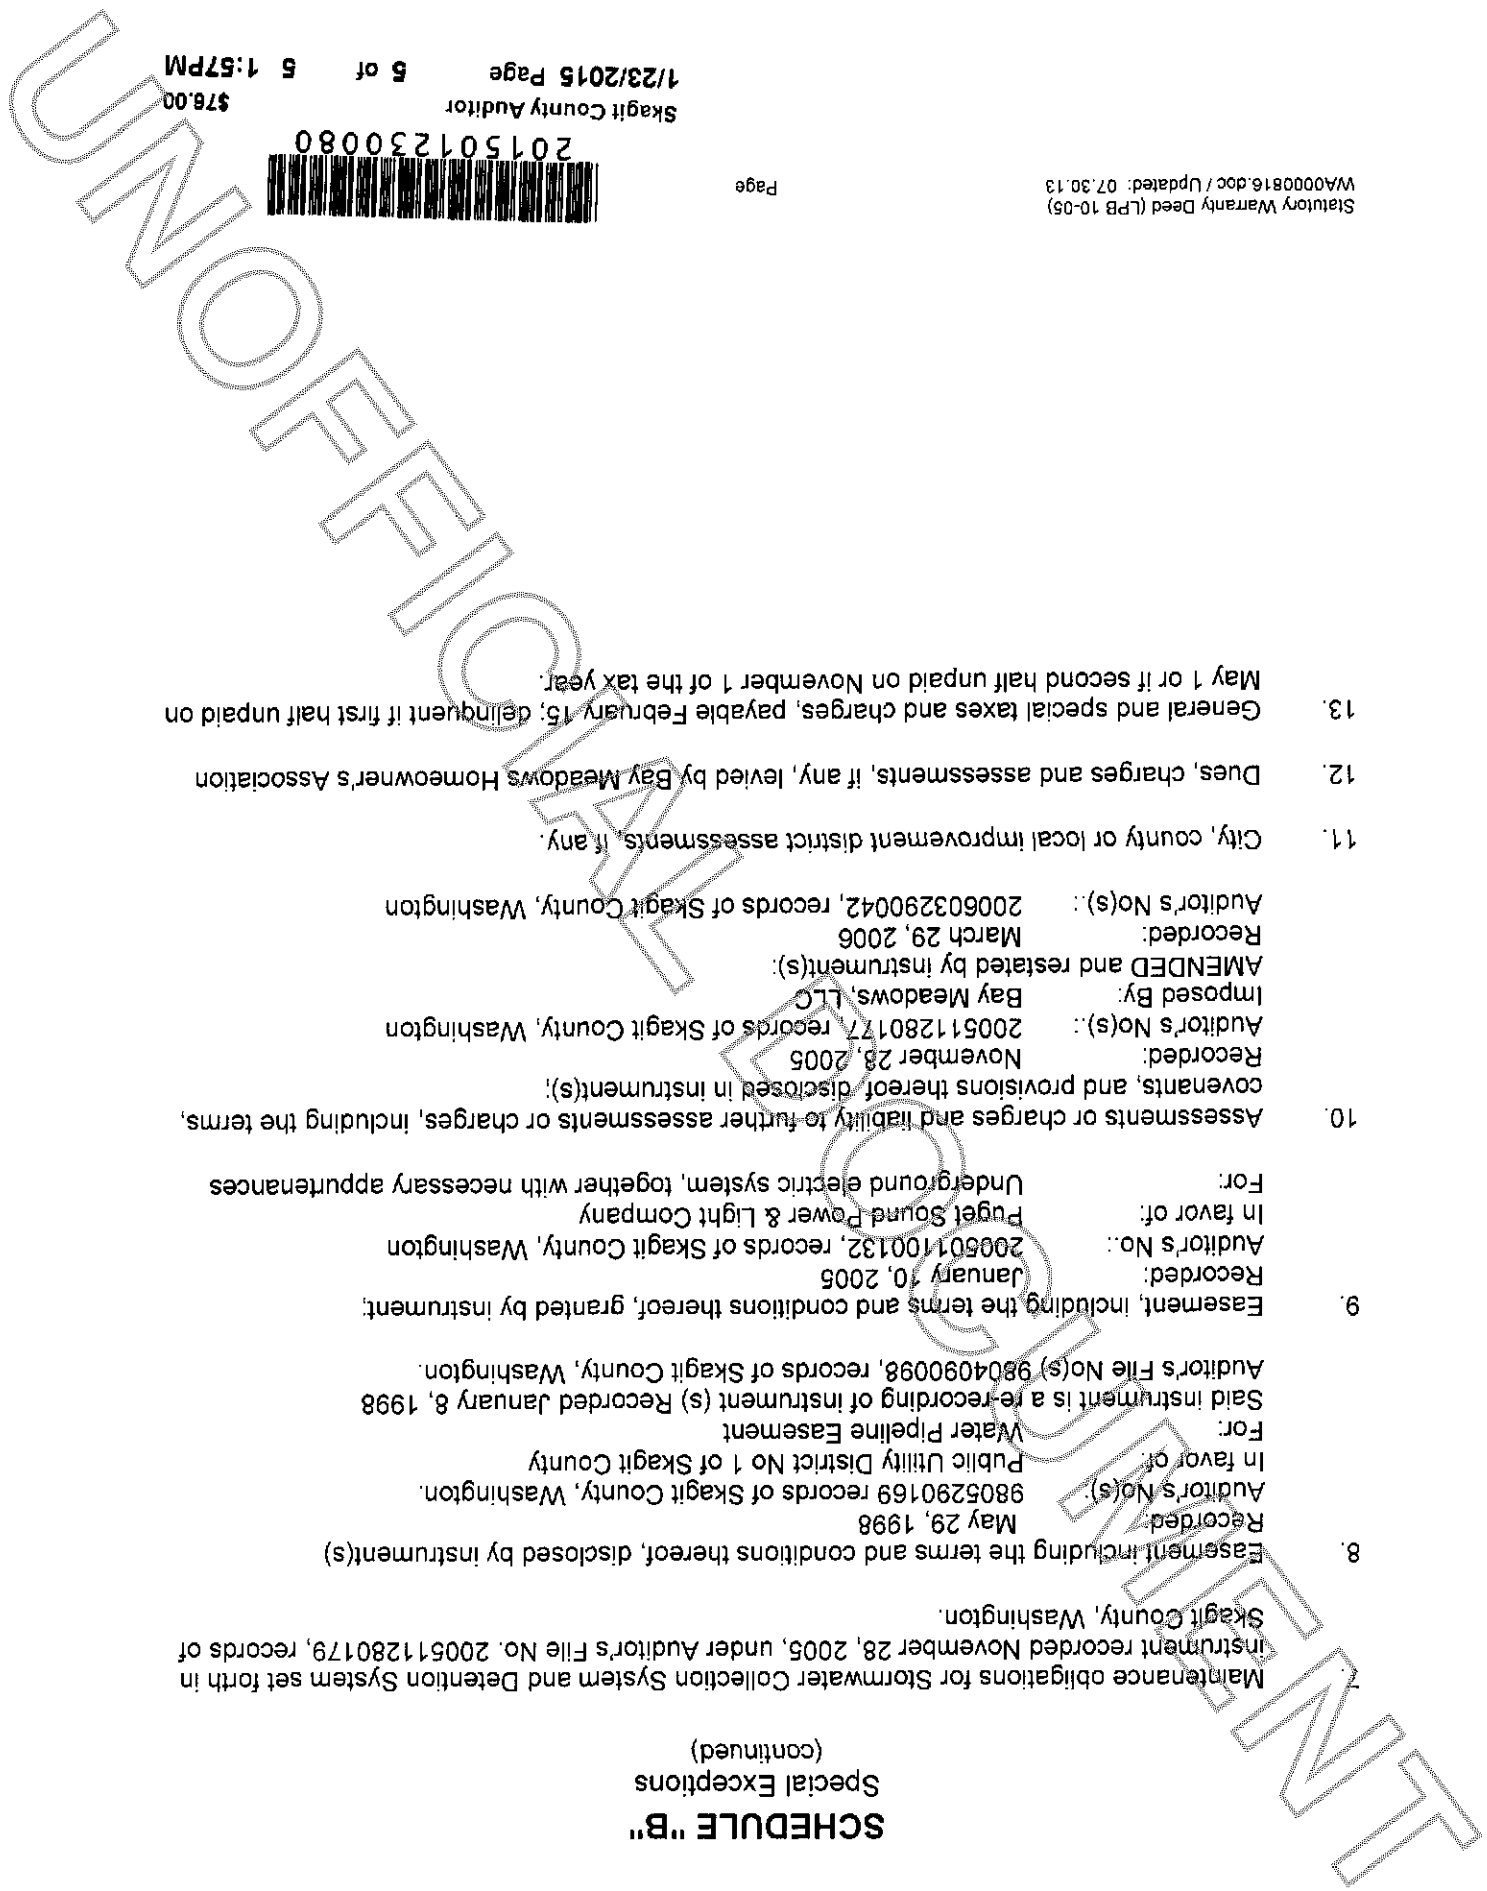 SCHEDULE "B"
Special Exceptions
(continued)
7. Maintenance obligations for Stormwater Collection System and Detention System set forth in
instrument recorded November 28, 2005, under Auditor's File No. 200511280179, records of
Skagit County, Washington.
8. Easement including the terms and conditions thereof, disclosed by instrument(s)
Recorded: May 29, 1998
Auditor's No(s): 9805290169 records of Skagit County, Washington.
In favor of: Public Utility District No 1 of Skagit County
For: Water Pipeline Easement
Said instrument is a re-recording of instrument (s) Recorded January 8, 1998
Auditor's File No(s) 9804090098, records of Skagit County, Washington.
9. Easement, including the terms and conditions thereof, granted by instrument;
Recorded: January 10, 2005
Auditor's No.: 200501100132, records of Skagit County, Washington
In favor of: Puget Sound Power & Light Company
For: Underground electric system, together with necessary appurtenances
10. Assessments or charges and liability to further assessments or charges, including the terms,
covenants, and provisions thereof, disclosed in instrument(s);
Recorded: November 28, 2005
Auditor's No(s).: 200511280177, records of Skagit County, Washington
Imposed By: Bay Meadows, LLC
AMENDED and restated by instrument(s):
Recorded: March 29, 2006
Auditor's No(s).: 200603290042, records of Skagit County, Washington
11. City, county or local improvement district assessments, if any.
12. Dues, charges and assessments, if any, levied by Bay Meadows Homeowner's Association
13. General and special taxes and charges, payable February 15; delinquent if first half unpaid on
May 1 or if second half unpaid on November 1 of the tax year.
Statutory Warranty Deed (LPB 10-05)
WA0000816.doc / Updated: 07.30.13
Page
201501230080
Skagit County Auditor $76.00
1/23/2015 Page 5 of 5 1:57PM
UNOFFICIAL DOCUMENT